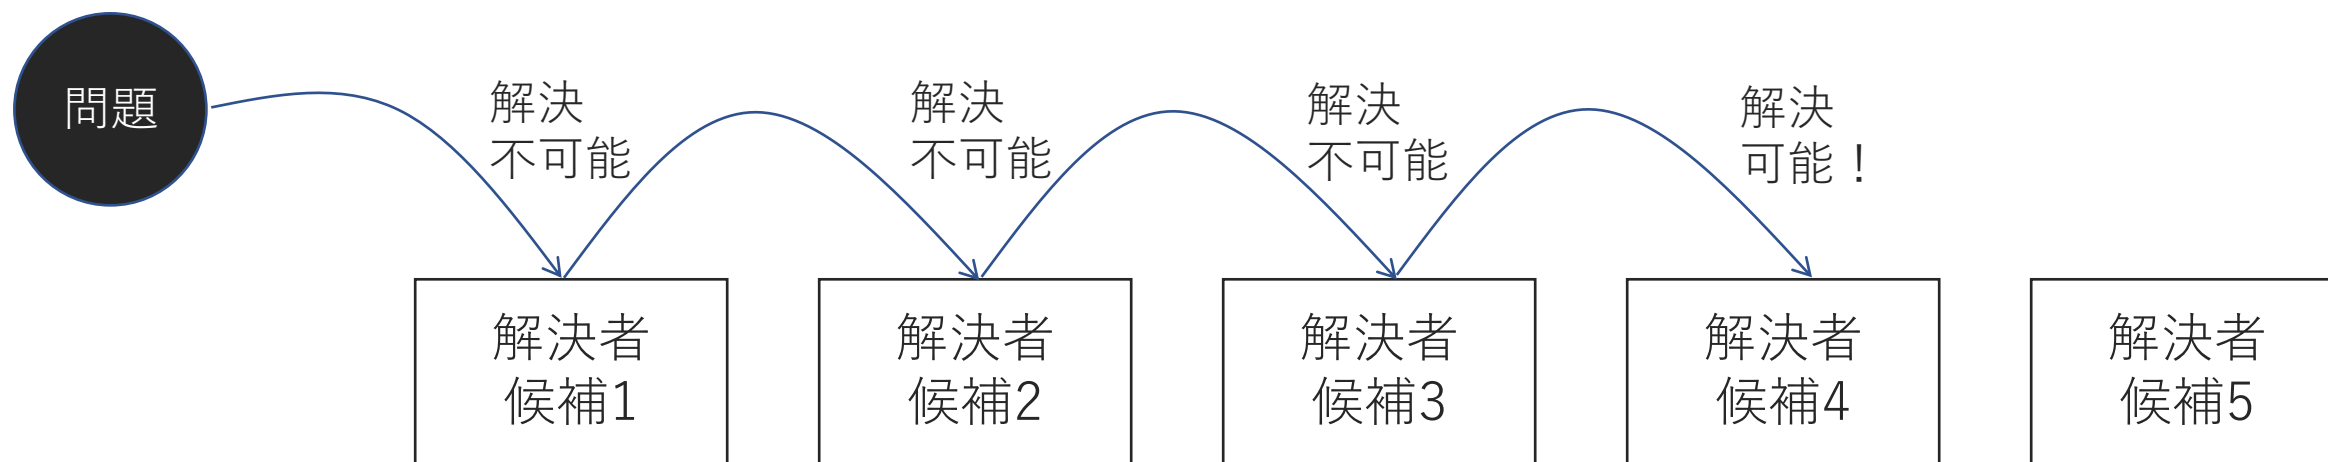 問題
解決
不可能
解決
不可能
解決
不可能
解決
可能！
解決者
候補1
解決者
候補2
解決者
候補3
解決者
候補4
解決者
候補5